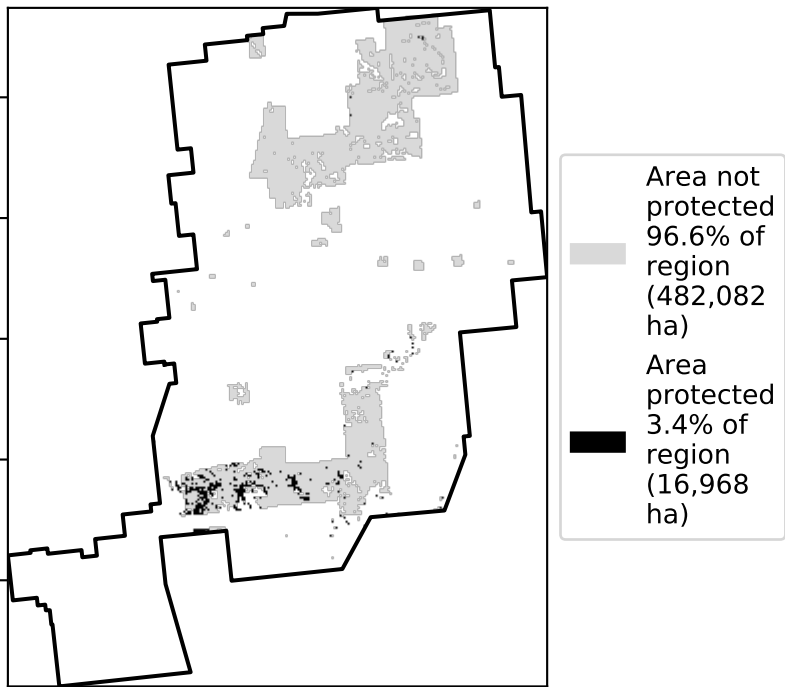 Area not
protected
96.6% of
region
(482,082
ha)
Area
protected
3.4% of
region
(16,968
ha)